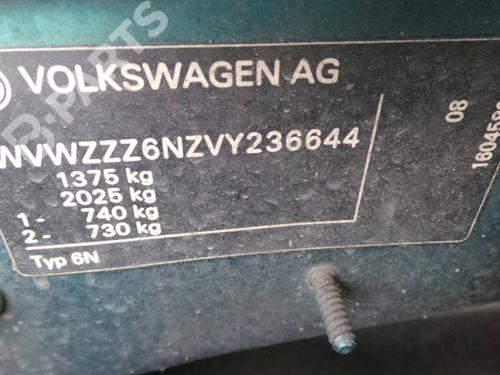 VOLKSWAGEN AG
WVWZZZ6NZVY236644
1375 kg
2025 kg
1 - 740 kg
2 - 730 kg
Typ 6N
08
B-PARTS